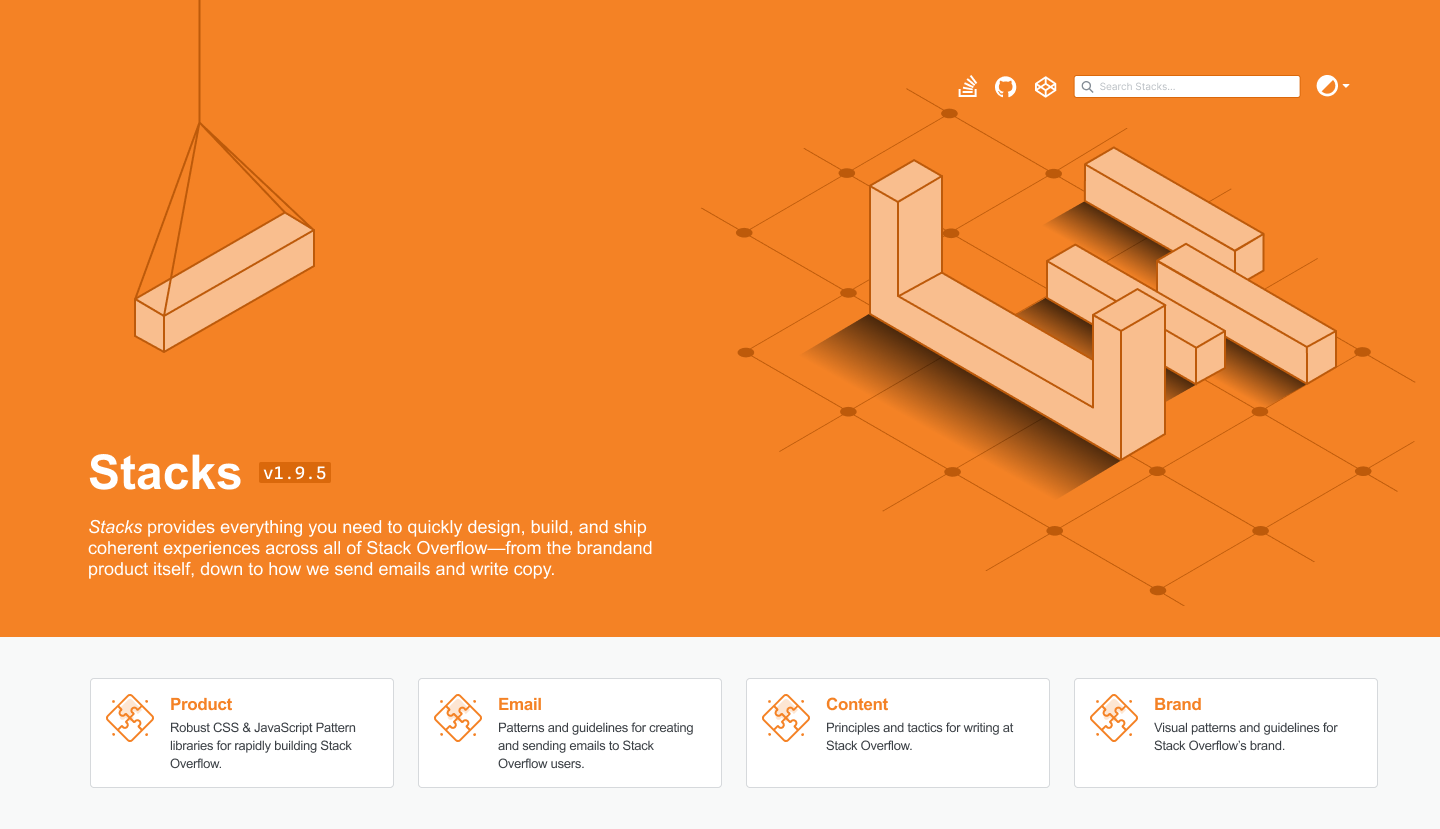 Search Stacks...
Stacks v1.9.5
Stacks provides everything you need to quickly design, build, and ship
coherent experiences across all of Stack Overflow—from the brandand
product itself, down to how we send emails and write copy.
Product
Robust CSS & JavaScript Pattern
libraries for rapidly building Stack
Overflow.
Email
Patterns and guidelines for creating
and sending emails to Stack
Overflow users.
Content
Principles and tactics for writing at
Stack Overflow.
Brand
Visual patterns and guidelines for
Stack Overflow's brand.